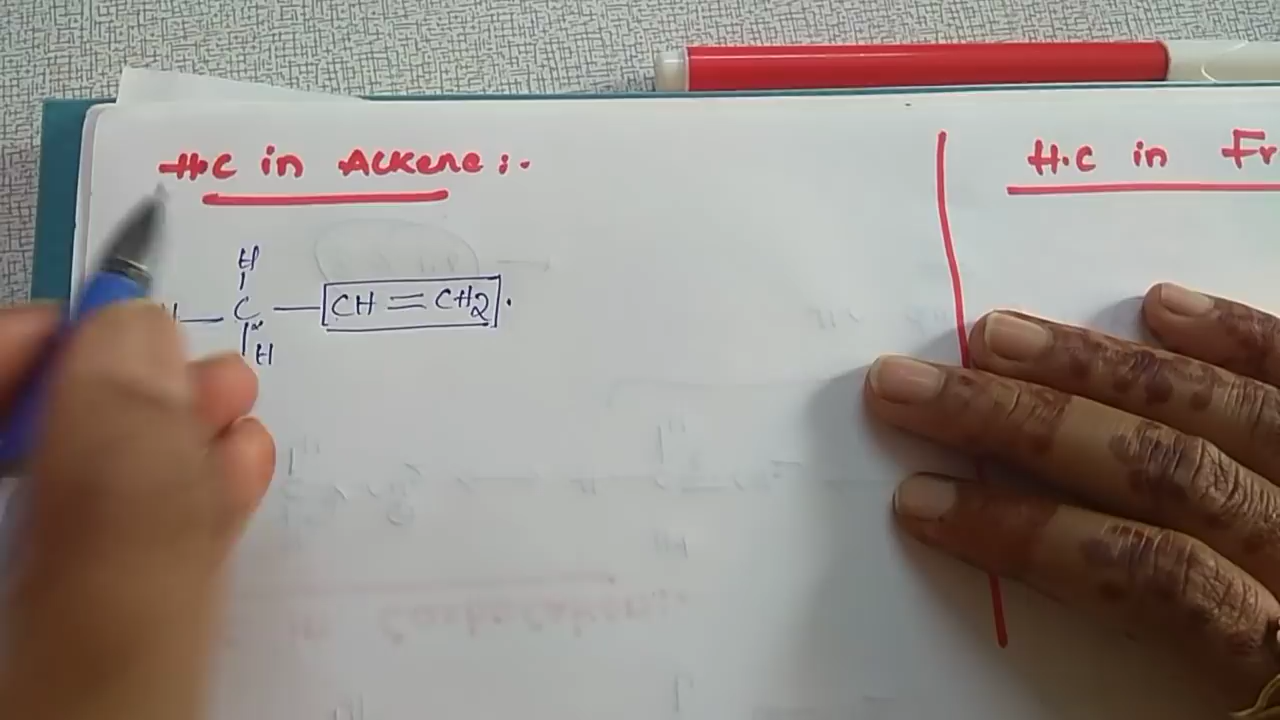 H.C in Alkene :-
H
H — C — CH = CH2 .
α
H
H.C in Fr